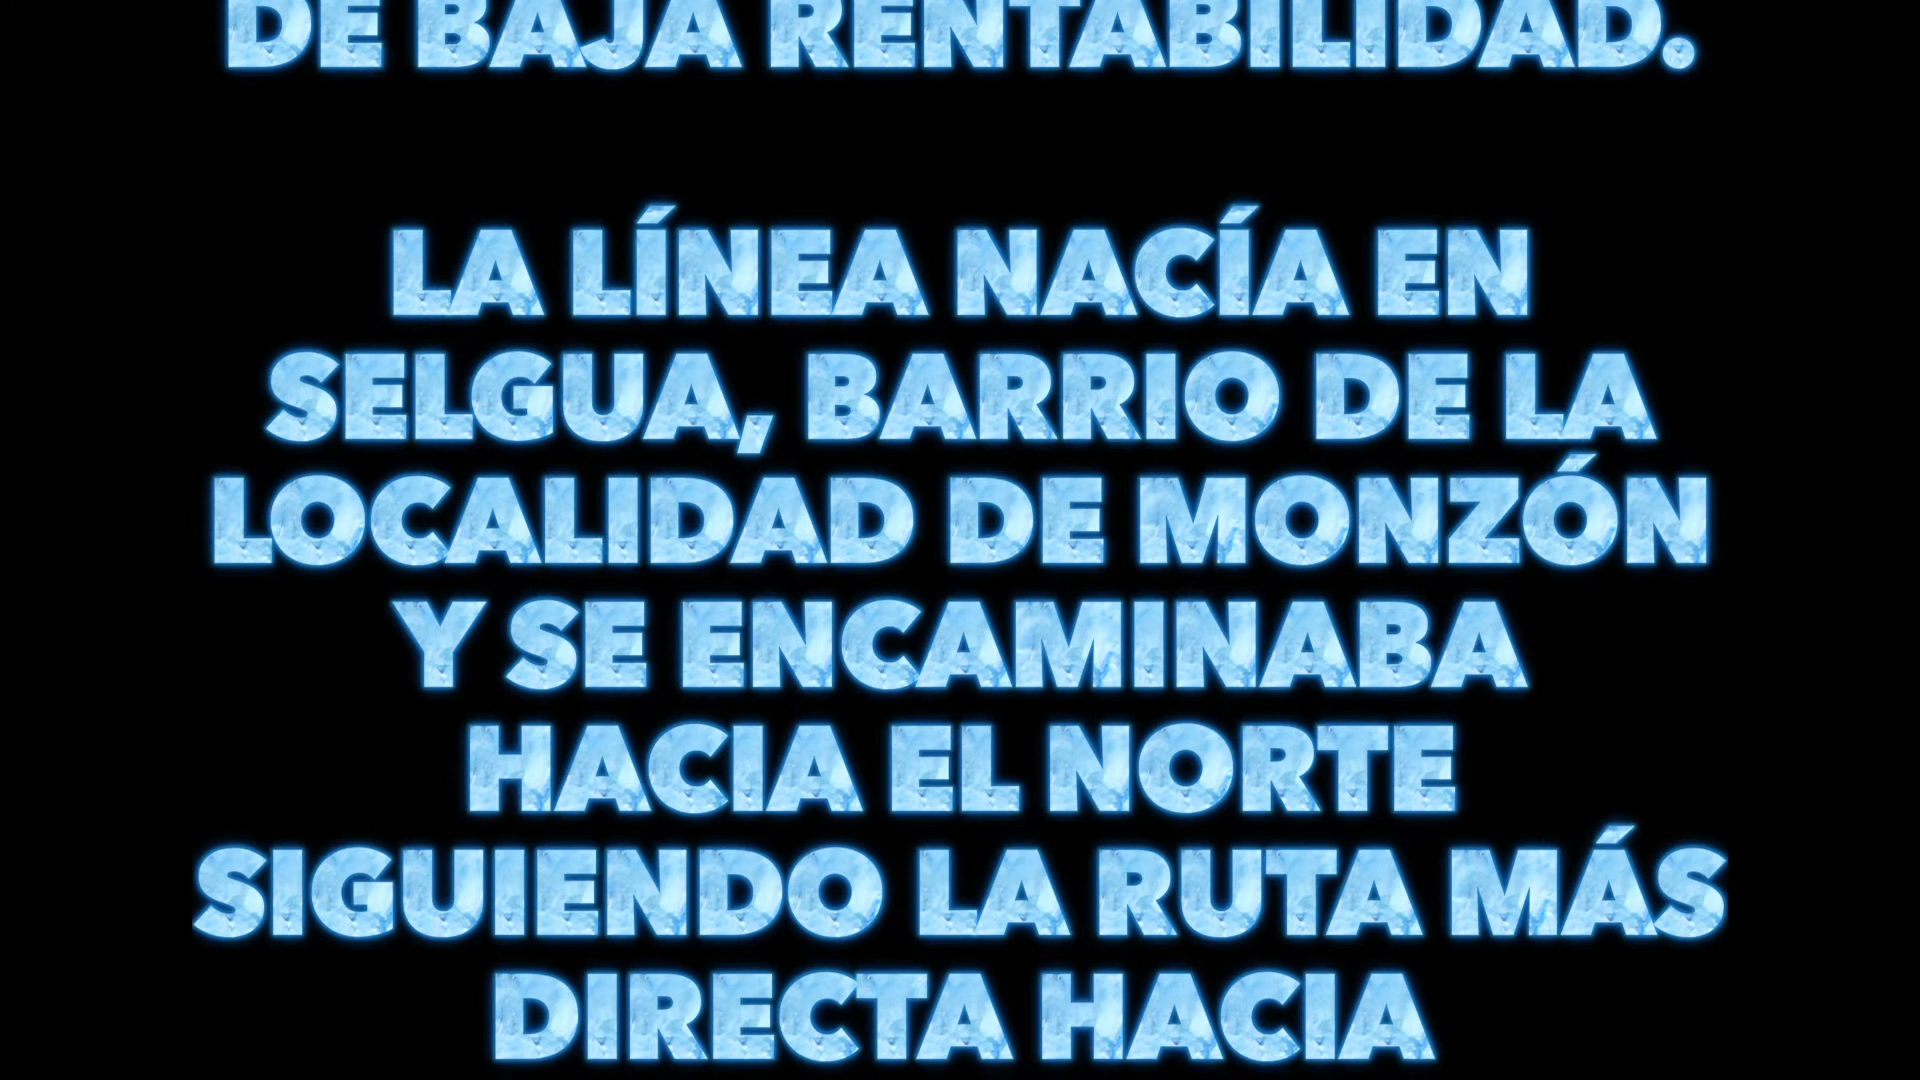 DE BAJA RENTABILIDAD.
LA LÍNEA NACÍA EN
SELGUA, BARRIO DE LA
LOCALIDAD DE MONZÓN
Y SE ENCAMINABA
HACIA EL NORTE
SIGUIENDO LA RUTA MÁS
DIRECTA HACIA